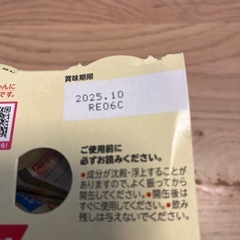 賞味期限
2025.10
RE06C
ご使用前に
必ずお読みください。
●成分が沈殿・浮上することが
ありますので、よく振ってから
開缶してください。●開缶後は
すぐに使用してください。●飲み
残しは与えないでください。